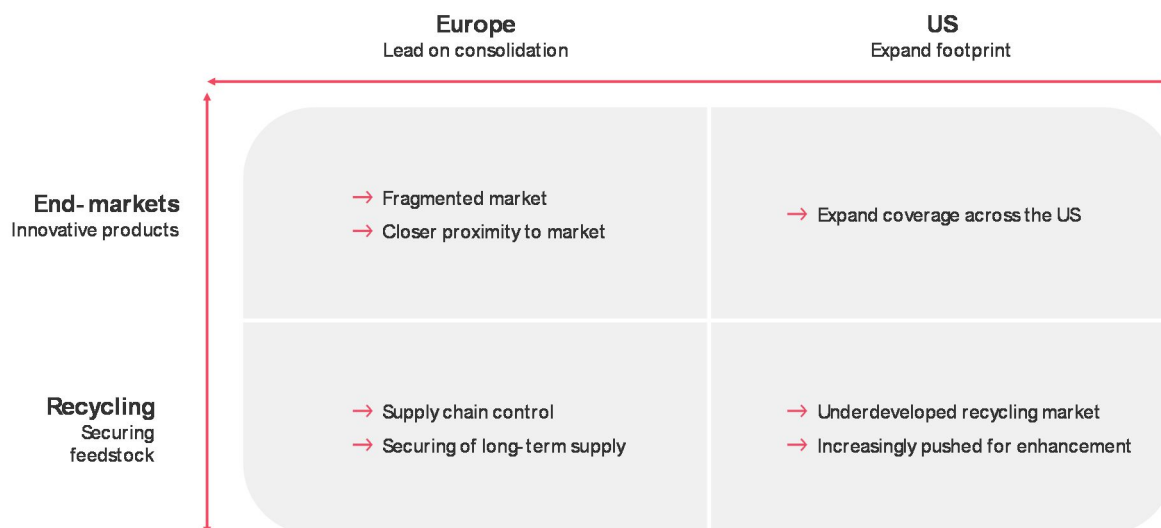 Europe
Lead on consolidation
US
Expand footprint
End-markets
Innovative products
→ Fragmented market
→ Closer proximity to market
→ Expand coverage across the US
Recycling
Securing
feedstock
→ Supply chain control
→ Securing of long-term supply
→ Underdeveloped recycling market
→ Increasingly pushed for enhancement